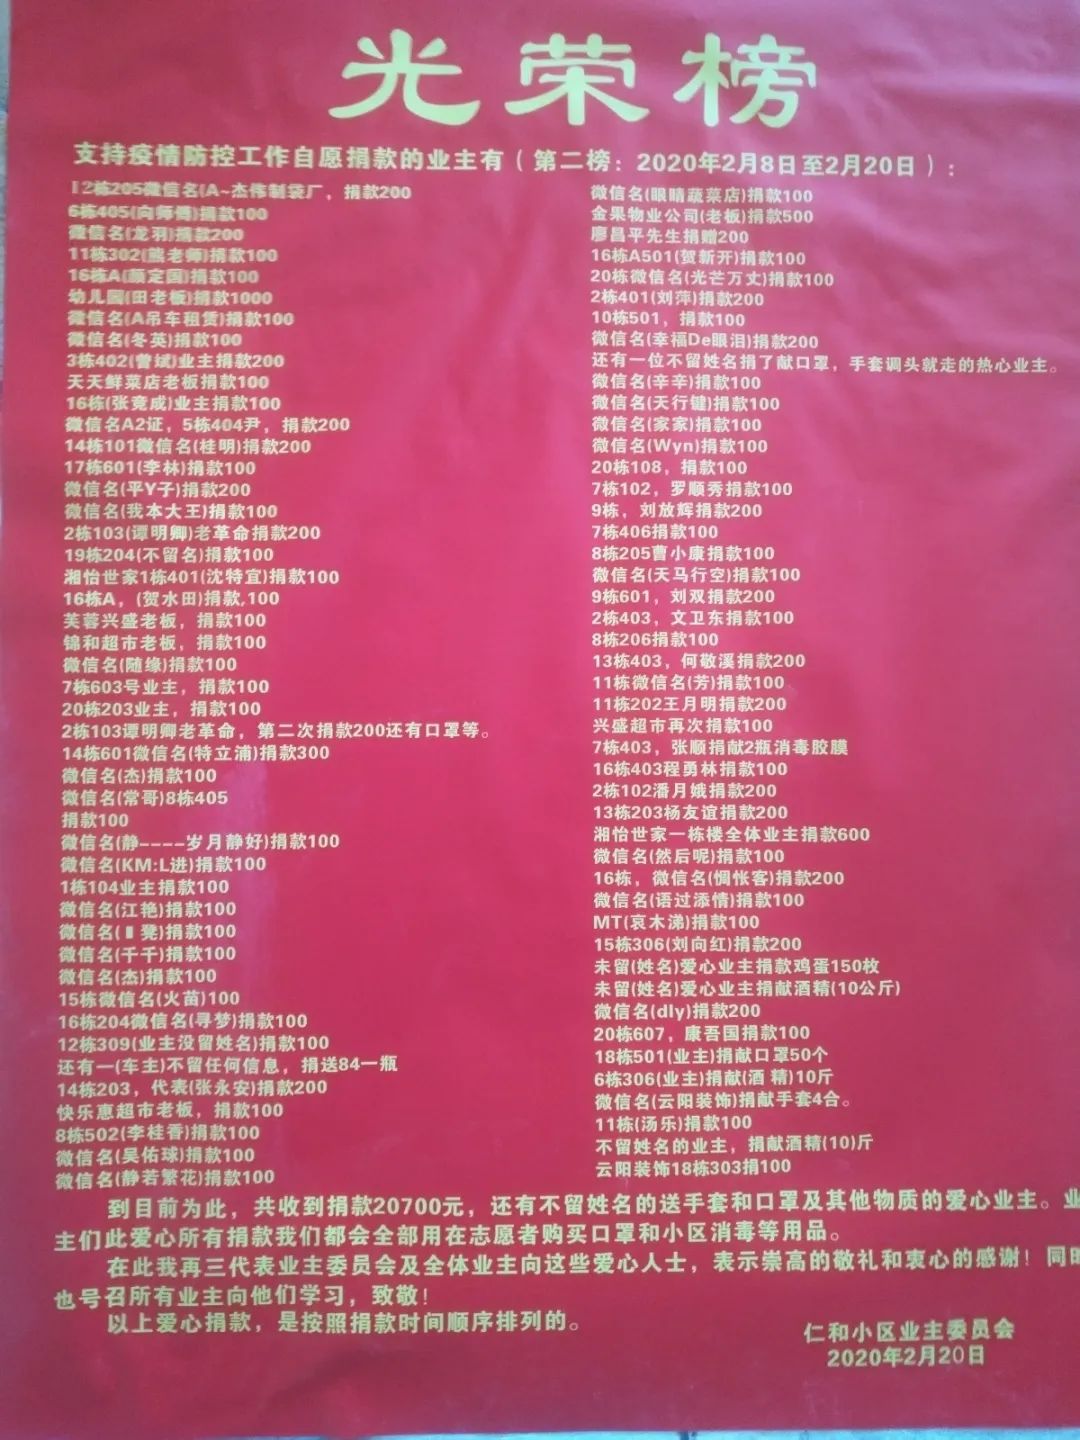 光荣榜
支持疫情防控工作自愿捐款的业主有（第二榜：2020年2月8日至2月20日）：
12栋205微信名(A~杰伟制袋厂，捐款200
6栋405(向师傅)捐款100
微信名(龙羽)捐款200
11栋302(熊老师)捐款100
16栋A(颜定国)捐款100
幼儿园(田老板)捐款1000
微信名(A吊车租赁)捐款100
微信名(冬英)捐款100
3栋402(曾斌)业主捐款200
天天鲜菜店老板捐款100
16栋(张竞成)业主捐款100
微信名A2证，5栋404尹，捐款200
14栋101微信名(桂明)捐款200
17栋601(李林)捐款100
微信名(平Y子)捐款200
微信名(我本大王)捐款100
2栋103(谭明卿)老革命捐款200
19栋204(不留名)捐款100
湘怡世家1栋401(沈特宜)捐款100
16栋A，(贺水田)捐款,100
芙蓉兴盛老板，捐款100
锦和超市老板，捐款100
微信名(随缘)捐款100
7栋603号业主，捐款100
20栋203业主，捐款100
2栋103谭明卿老革命，第二次捐款200还有口罩等。
14栋601微信名(特立浦)捐款300
微信名(杰)捐款100
微信名(常哥)8栋405
捐款100
微信名(静----岁月静好)捐款100
微信名(KM:L进)捐款100
1栋104业主捐款100
微信名(江艳)捐款100
微信名(▮凳)捐款100
微信名(千千)捐款100
微信名(杰)捐款100
15栋微信名(火苗)100
16栋204微信名(寻梦)捐款100
12栋309(业主没留姓名)捐款100
还有一(车主)不留任何信息，捐送84一瓶
14栋203，代表(张永安)捐款200
快乐惠超市老板，捐款100
8栋502(李桂香)捐款100
微信名(吴佑球)捐款100
微信名(静若繁花)捐款100
微信名(眼睛蔬菜店)捐款100
金果物业公司(老板)捐款500
廖昌平先生捐赠200
16栋A501(贺新开)捐款100
20栋微信名(光芒万丈)捐款100
2栋401(刘萍)捐款200
10栋501，捐款100
微信名(幸福De眼泪)捐款200
还有一位不留姓名捐了献口罩，手套调头就走的热心业主。
微信名(辛辛)捐款100
微信名(天行键)捐款100
微信名(家家)捐款100
微信名(Wyn)捐款100
20栋108，捐款100
7栋102，罗顺秀捐款100
9栋，刘放辉捐款200
7栋406捐款100
8栋205曹小康捐款100
微信名(天马行空)捐款100
9栋601，刘双捐款200
2栋403，文卫东捐款100
8栋206捐款100
13栋403，何敬溪捐款200
11栋微信名(芳)捐款100
11栋202王月明捐款200
兴盛超市再次捐款100
7栋403，张顺捐献2瓶消毒胶膜
16栋403程勇林捐款100
2栋102潘月娥捐款200
13栋203杨友谊捐款200
湘怡世家一栋楼全体业主捐款600
微信名(然后呢)捐款100
16栋，微信名(惆怅客)捐款200
微信名(语过添情)捐款100
MT(哀木涕)捐款100
15栋306(刘向红)捐款200
未留(姓名)爱心业主捐款鸡蛋150枚
未留(姓名)爱心业主捐献酒精(10公斤)
微信名(dly)捐款200
20栋607，康吾国捐款100
18栋501(业主)捐献口罩50个
6栋306(业主)捐献(酒 精)10斤
微信名(云阳装饰)捐献手套4合。
11栋(汤乐)捐款100
不留姓名的业主，捐献酒精(10)斤
云阳装饰18栋303捐100
到目前为此，共收到捐款20700元，还有不留姓名的送手套和口罩及其他物质的爱心业主。业
主们此爱心所有捐款我们都会全部用在志愿者购买口罩和小区消毒等用品。
在此我再三代表业主委员会及全体业主向这些爱心人士，表示崇高的敬礼和衷心的感谢！同时
也号召所有业主向他们学习，致敬！
以上爱心捐款，是按照捐款时间顺序排列的。
仁和小区业主委员会
2020年2月20日